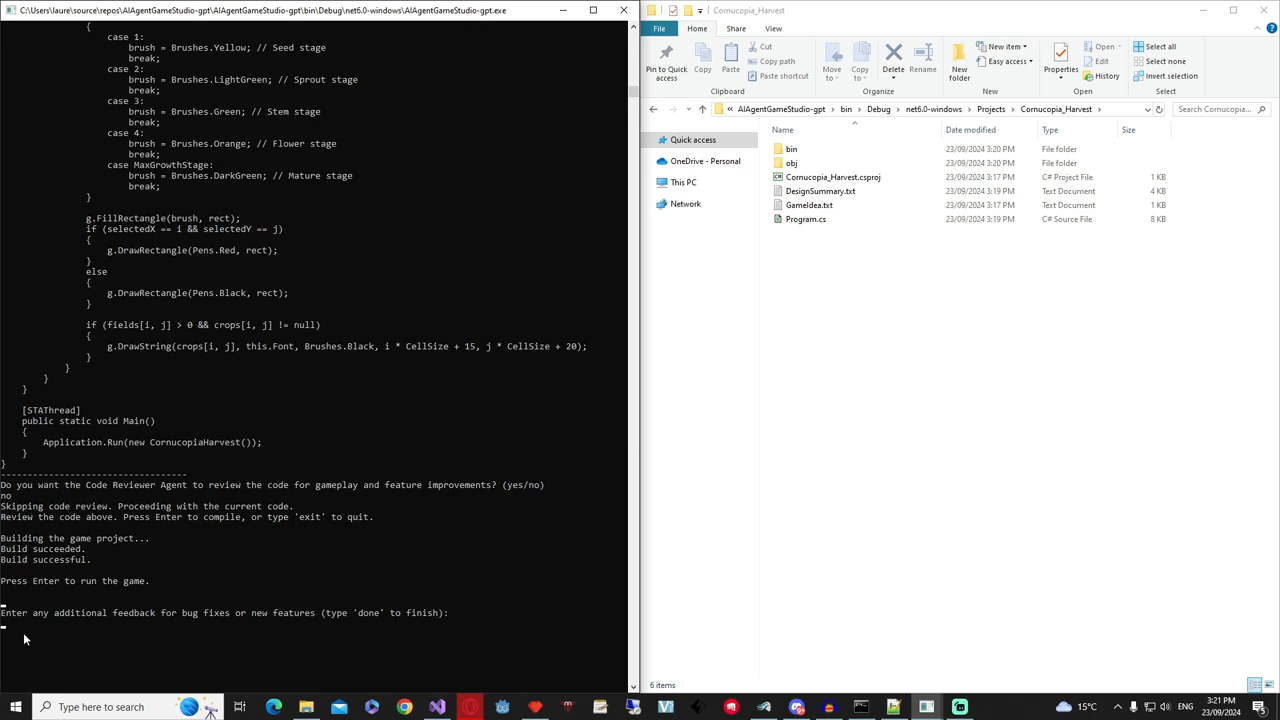 C:\Users\laure\source\repos\AIAgentGameStudio-gpt\AIAgentGameStudio-gpt\bin\Debug\net6.0-windows\AIAgentGameStudio-gpt.exe
{
case 1:
brush = Brushes.Yellow; // Seed stage
break;
case 2:
brush = Brushes.LightGreen; // Sprout stage
break;
case 3:
brush = Brushes.Green; // Stem stage
break;
case 4:
brush = Brushes.Orange; // Flower stage
break;
case MaxGrowthStage:
brush = Brushes.DarkGreen; // Mature stage
break;
}
g.FillRectangle(brush, rect);
if (selectedX == i && selectedY == j)
{
g.DrawRectangle(Pens.Red, rect);
}
else
{
g.DrawRectangle(Pens.Black, rect);
}
if (fields[i, j] > 0 && crops[i, j] != null)
{
g.DrawString(crops[i, j], this.Font, Brushes.Black, i * CellSize + 15, j * CellSize + 20);
}
}
}
}
[STAThread]
public static void Main()
{
Application.Run(new CornucopiaHarvest());
}
}
-----------------------------------
Do you want the Code Reviewer Agent to review the code for gameplay and feature improvements? (yes/no)
no
Skipping code review. Proceeding with the current code.
Review the code above. Press Enter to compile, or type 'exit' to quit.
Building the game project...
Build succeeded.
Build successful.
Press Enter to run the game.
Enter any additional feedback for bug fixes or new features (type 'done' to finish):
Cornucopia_Harvest
File Home Share View
Pin to Quick access
Copy
Paste
Cut
Copy path
Paste shortcut
Clipboard
Move to
Copy to
Delete
Rename
Organize
New folder
New item
Easy access
New
Properties
Open
Edit
History
Open
Select all
Select none
Invert selection
Select
« AIAgentGameStudio-gpt › bin › Debug › net6.0-windows › Projects › Cornucopia_Harvest ›
Search Cornucopia...
Quick access
OneDrive - Personal
This PC
Network
Name Date modified Type Size
bin 23/09/2024 3:20 PM File folder
obj 23/09/2024 3:20 PM File folder
Cornucopia_Harvest.csproj 23/09/2024 3:17 PM C# Project File 1 KB
DesignSummary.txt 23/09/2024 3:19 PM Text Document 4 KB
GameIdea.txt 23/09/2024 3:17 PM Text Document 1 KB
Program.cs 23/09/2024 3:19 PM C# Source File 8 KB
6 items
Type here to search
15°C
ENG
3:21 PM
23/09/2024